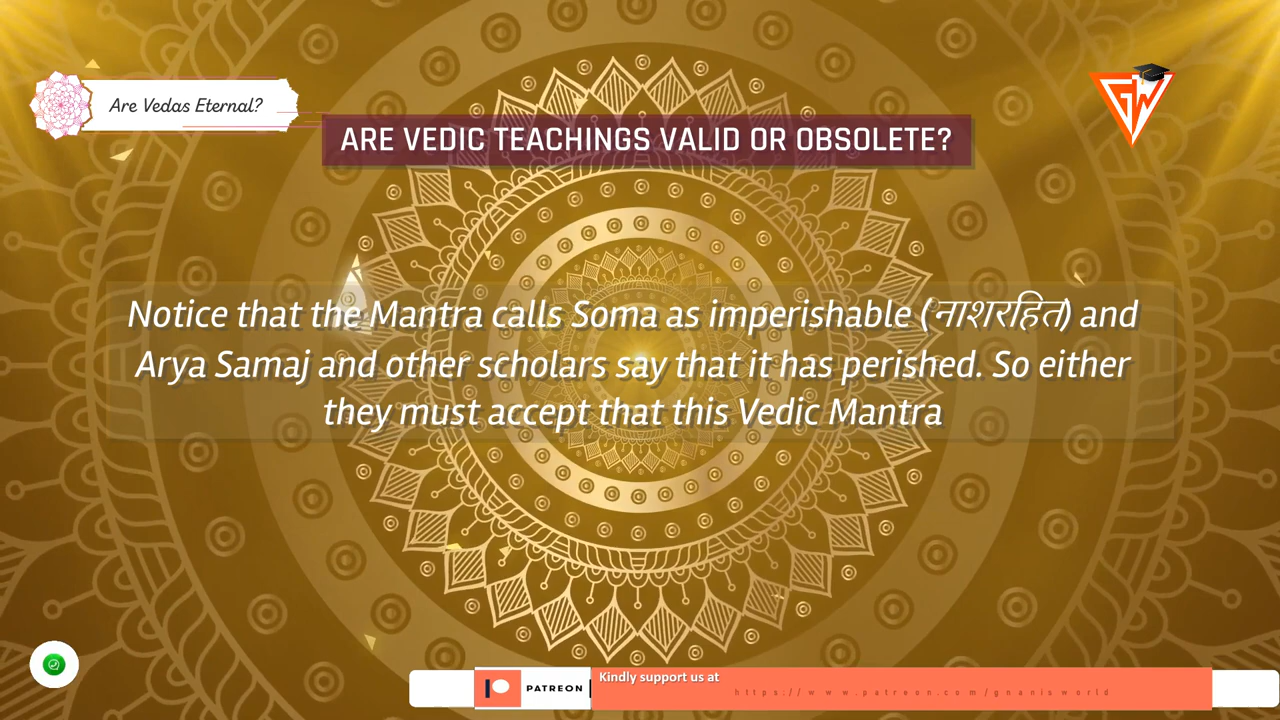 Are Vedas Eternal?
GW
ARE VEDIC TEACHINGS VALID OR OBSOLETE?
Notice that the Mantra calls Soma as imperishable (नाशरहित) and
Arya Samaj and other scholars say that it has perished. So either
they must accept that this Vedic Mantra
PATREON
Kindly support us at
https://www.patreon.com/gnanisworld